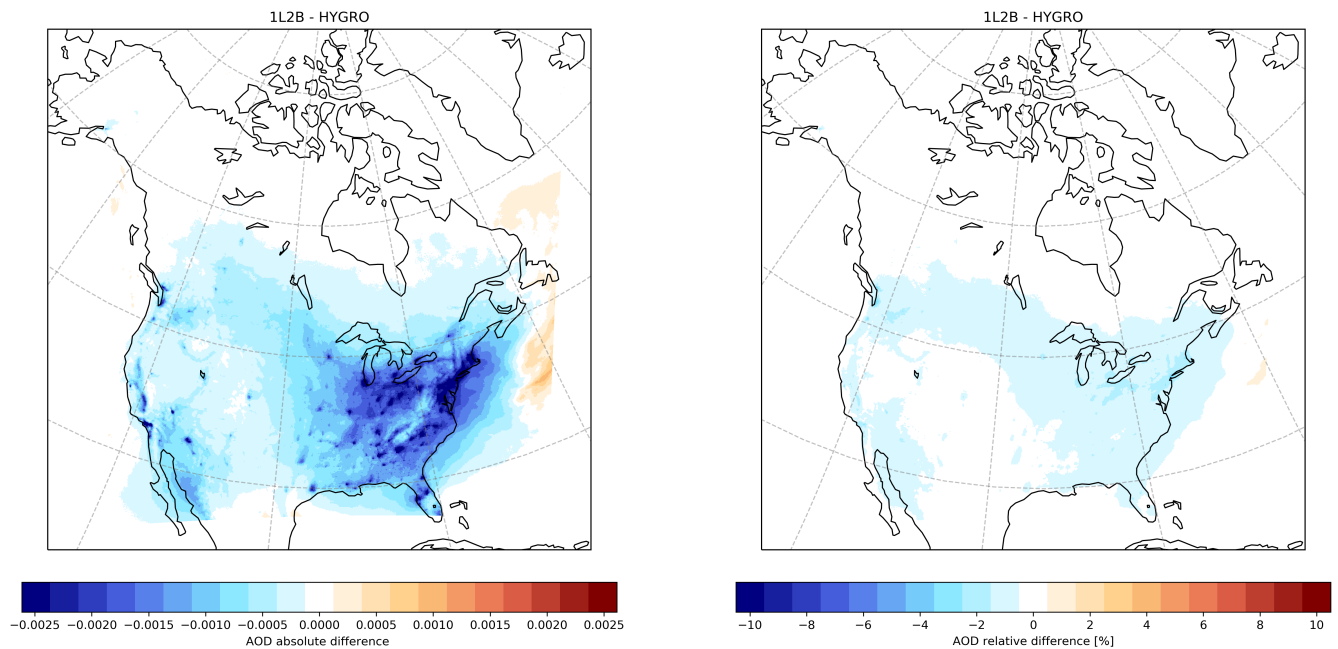 1L2B - HYGRO
1L2B - HYGRO
−0.0025 −0.0020 −0.0015 −0.0010 −0.0005 0.0000 0.0005 0.0010 0.0015 0.0020 0.0025
AOD absolute difference
−10 −8 −6 −4 −2 0 2 4 6 8 10
AOD relative difference [%]